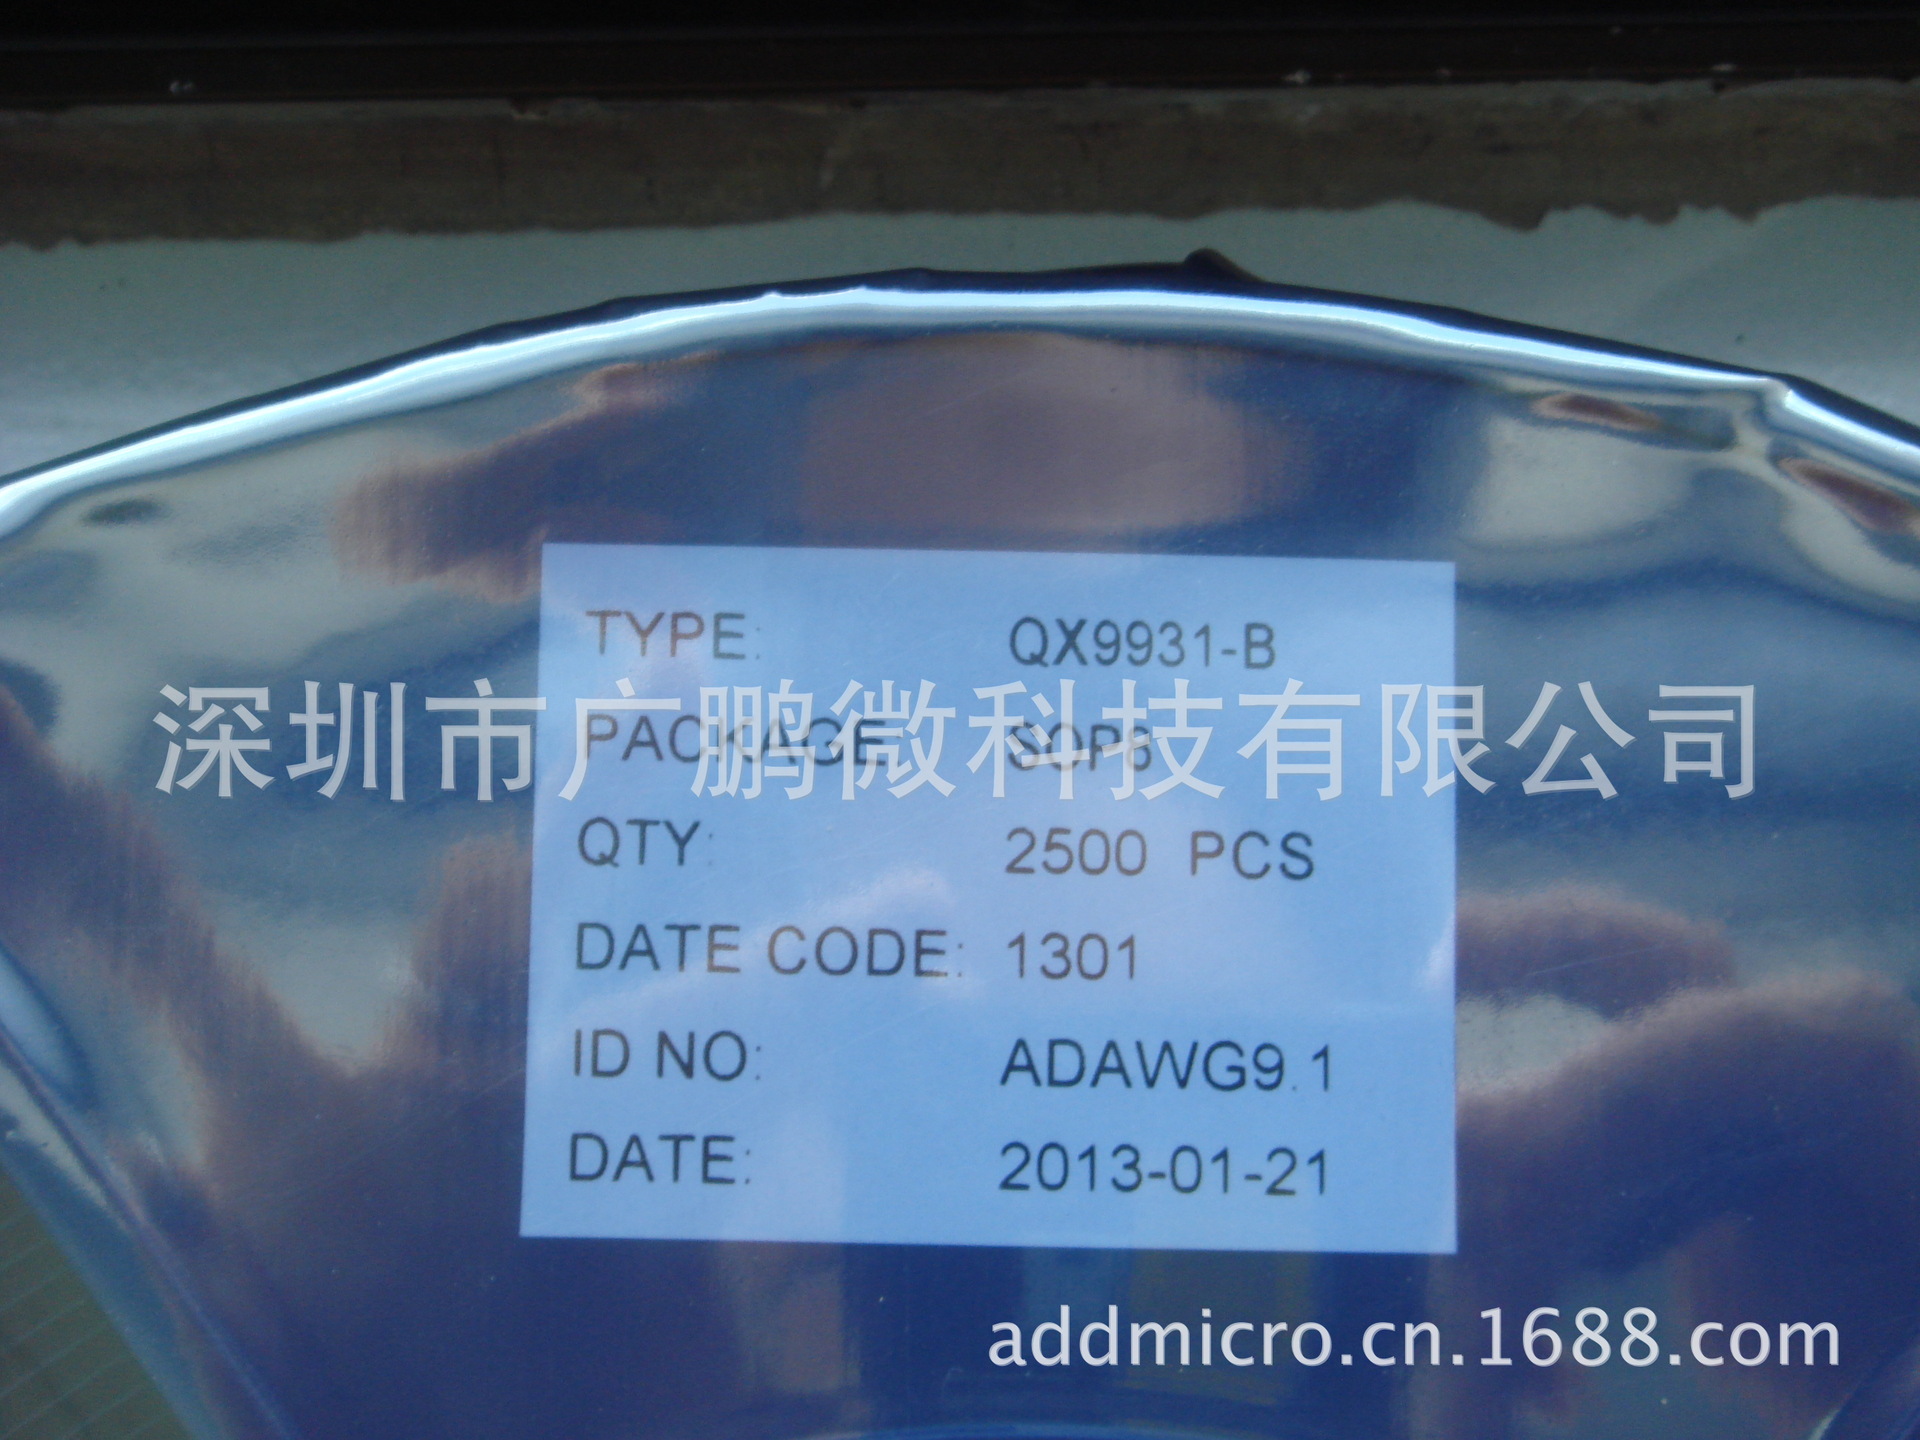 TYPE: QX9931-B
深圳市广鹏微科技有限公司
PACKAGE: SOP8
QTY: 2500 PCS
DATE CODE: 1301
ID NO: ADAWG9.1
DATE: 2013-01-21
addmicro.cn.1688.com